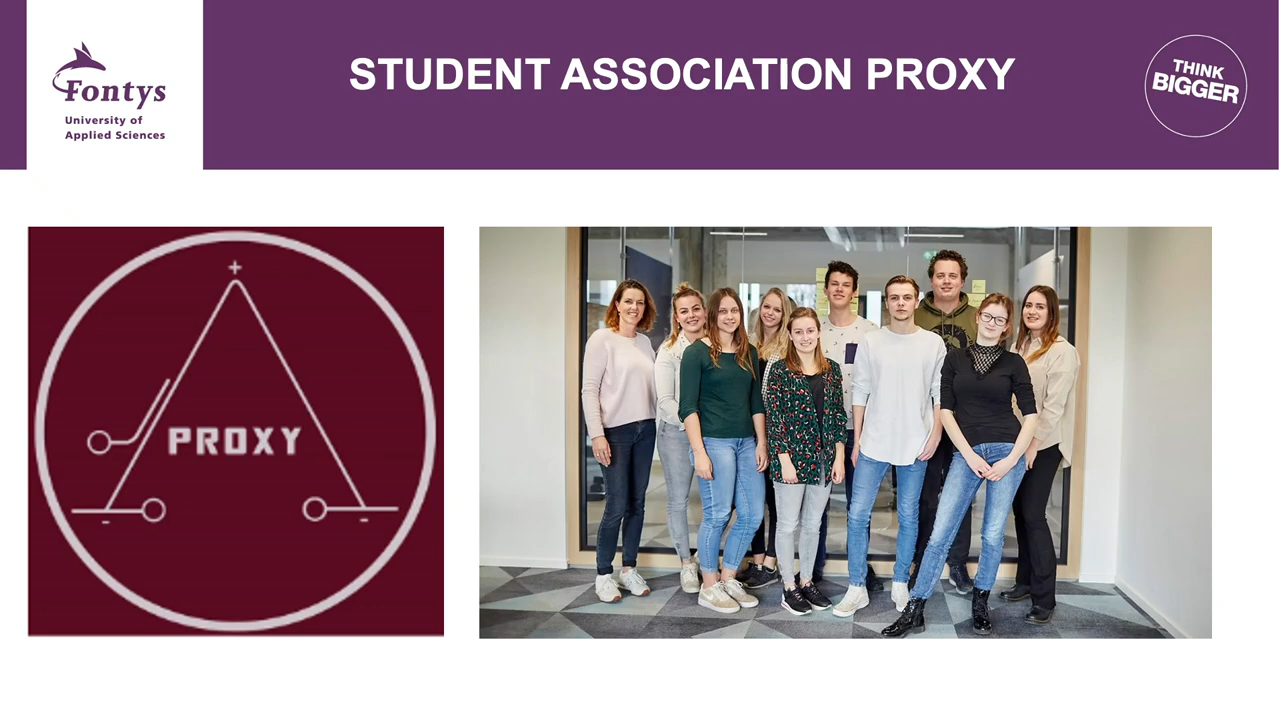 Fontys
University of
Applied Sciences
STUDENT ASSOCIATION PROXY
THINK
BIGGER
+
PROXY
- -